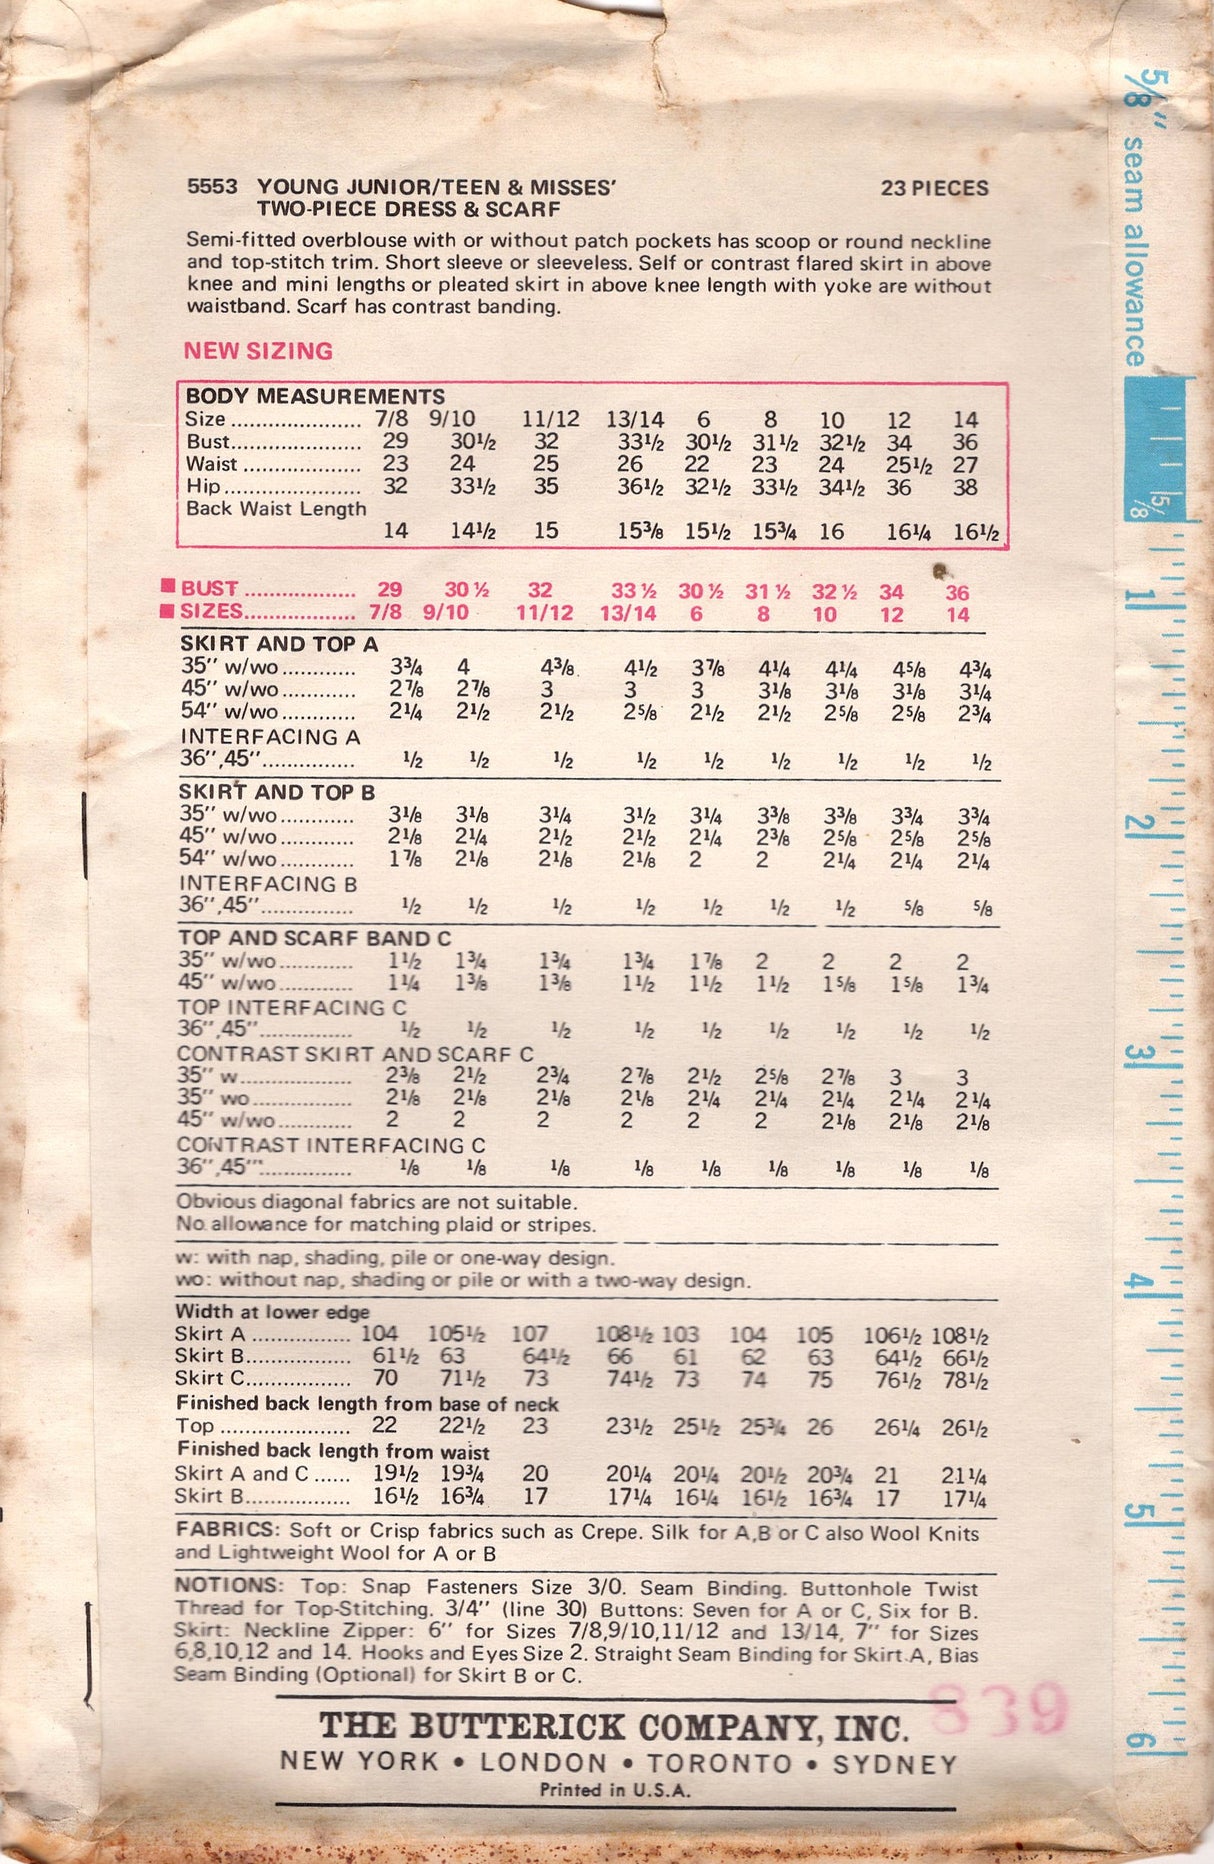 5553 YOUNG JUNIOR/TEEN & MISSES' 23 PIECES
TWO-PIECE DRESS & SCARF
Semi-fitted overblouse with or without patch pockets has scoop or round neckline
and top-stitch trim. Short sleeve or sleeveless. Self or contrast flared skirt in above
knee and mini lengths or pleated skirt in above knee length with yoke are without
waistband. Scarf has contrast banding.
NEW SIZING
BODY MEASUREMENTS
Size ...................... 7/8 9/10 11/12 13/14 6 8 10 12 14
Bust...................... 29 30½ 32 33½ 30½ 31½ 32½ 34 36
Waist .................... 23 24 25 26 22 23 24 25½ 27
Hip ....................... 32 33½ 35 36½ 32½ 33½ 34½ 36 38
Back Waist Length
14 14½ 15 15⅜ 15½ 15¾ 16 16¼ 16½
■ BUST ................... 29 30 ½ 32 33 ½ 30 ½ 31 ½ 32 ½ 34 36
■ SIZES................... 7/8 9/10 11/12 13/14 6 8 10 12 14
SKIRT AND TOP A
35" w/wo ............ 3¾ 4 4⅜ 4½ 3⅞ 4¼ 4¼ 4⅝ 4¾
45" w/wo ............ 2⅞ 2⅞ 3 3 3 3⅛ 3⅛ 3⅛ 3¼
54" w/wo ............ 2¼ 2½ 2½ 2⅝ 2½ 2½ 2⅝ 2⅝ 2¾
INTERFACING A
36",45"............... ½ ½ ½ ½ ½ ½ ½ ½ ½
SKIRT AND TOP B
35" w/wo ............ 3⅛ 3⅛ 3¼ 3½ 3¼ 3⅜ 3⅜ 3¾ 3¾
45" w/wo ............ 2⅛ 2¼ 2½ 2½ 2¼ 2⅜ 2⅝ 2⅝ 2⅝
54" w/wo ............ 1⅞ 2⅛ 2⅛ 2⅛ 2 2 2¼ 2¼ 2¼
INTERFACING B
36",45"............... ½ ½ ½ ½ ½ ½ ½ ⅝ ⅝
TOP AND SCARF BAND C
35" w/wo ............ 1½ 1¾ 1¾ 1¾ 1⅞ 2 2 2 2
45" w/wo ............ 1¼ 1⅜ 1⅜ 1½ 1½ 1½ 1⅝ 1⅝ 1¾
TOP INTERFACING C
36",45"............... ½ ½ ½ ½ ½ ½ ½ ½ ½
CONTRAST SKIRT AND SCARF C
35" w................... 2⅜ 2½ 2¾ 2⅞ 2½ 2⅝ 2⅞ 3 3
35" wo ................. 2⅛ 2⅛ 2⅛ 2⅛ 2¼ 2¼ 2¼ 2¼ 2¼
45" w/wo ............ 2 2 2 2 2 2 2⅛ 2⅛ 2⅛
CONTRAST INTERFACING C
36",45"............... ⅛ ⅛ ⅛ ⅛ ⅛ ⅛ ⅛ ⅛ ⅛
Obvious diagonal fabrics are not suitable.
No allowance for matching plaid or stripes.
w: with nap, shading, pile or one-way design.
wo: without nap, shading or pile or with a two-way design.
Width at lower edge
Skirt A ................ 104 105½ 107 108½ 103 104 105 106½ 108½
Skirt B.................. 61½ 63 64½ 66 61 62 63 64½ 66½
Skirt C.................. 70 71½ 73 74½ 73 74 75 76½ 78½
Finished back length from base of neck
Top ...................... 22 22½ 23 23½ 25½ 25¾ 26 26¼ 26½
Finished back length from waist
Skirt A and C ...... 19½ 19¾ 20 20¼ 20¼ 20½ 20¾ 21 21¼
Skirt B.................. 16½ 16¾ 17 17¼ 16¼ 16½ 16¾ 17 17¼
FABRICS: Soft or Crisp fabrics such as Crepe. Silk for A,B or C also Wool Knits
and Lightweight Wool for A or B
NOTIONS: Top: Snap Fasteners Size 3/0. Seam Binding. Buttonhole Twist
Thread for Top-Stitching. 3/4" (line 30) Buttons: Seven for A or C, Six for B.
Skirt: Neckline Zipper: 6" for Sizes 7/8,9/10,11/12 and 13/14, 7" for Sizes
6,8,10,12 and 14. Hooks and Eyes Size 2. Straight Seam Binding for Skirt A, Bias
Seam Binding (Optional) for Skirt B or C.
839
THE BUTTERICK COMPANY, INC.
NEW YORK • LONDON • TORONTO • SYDNEY
Printed in U.S.A.
5/8" seam allowance
5/8
1
2
3
4
5
6